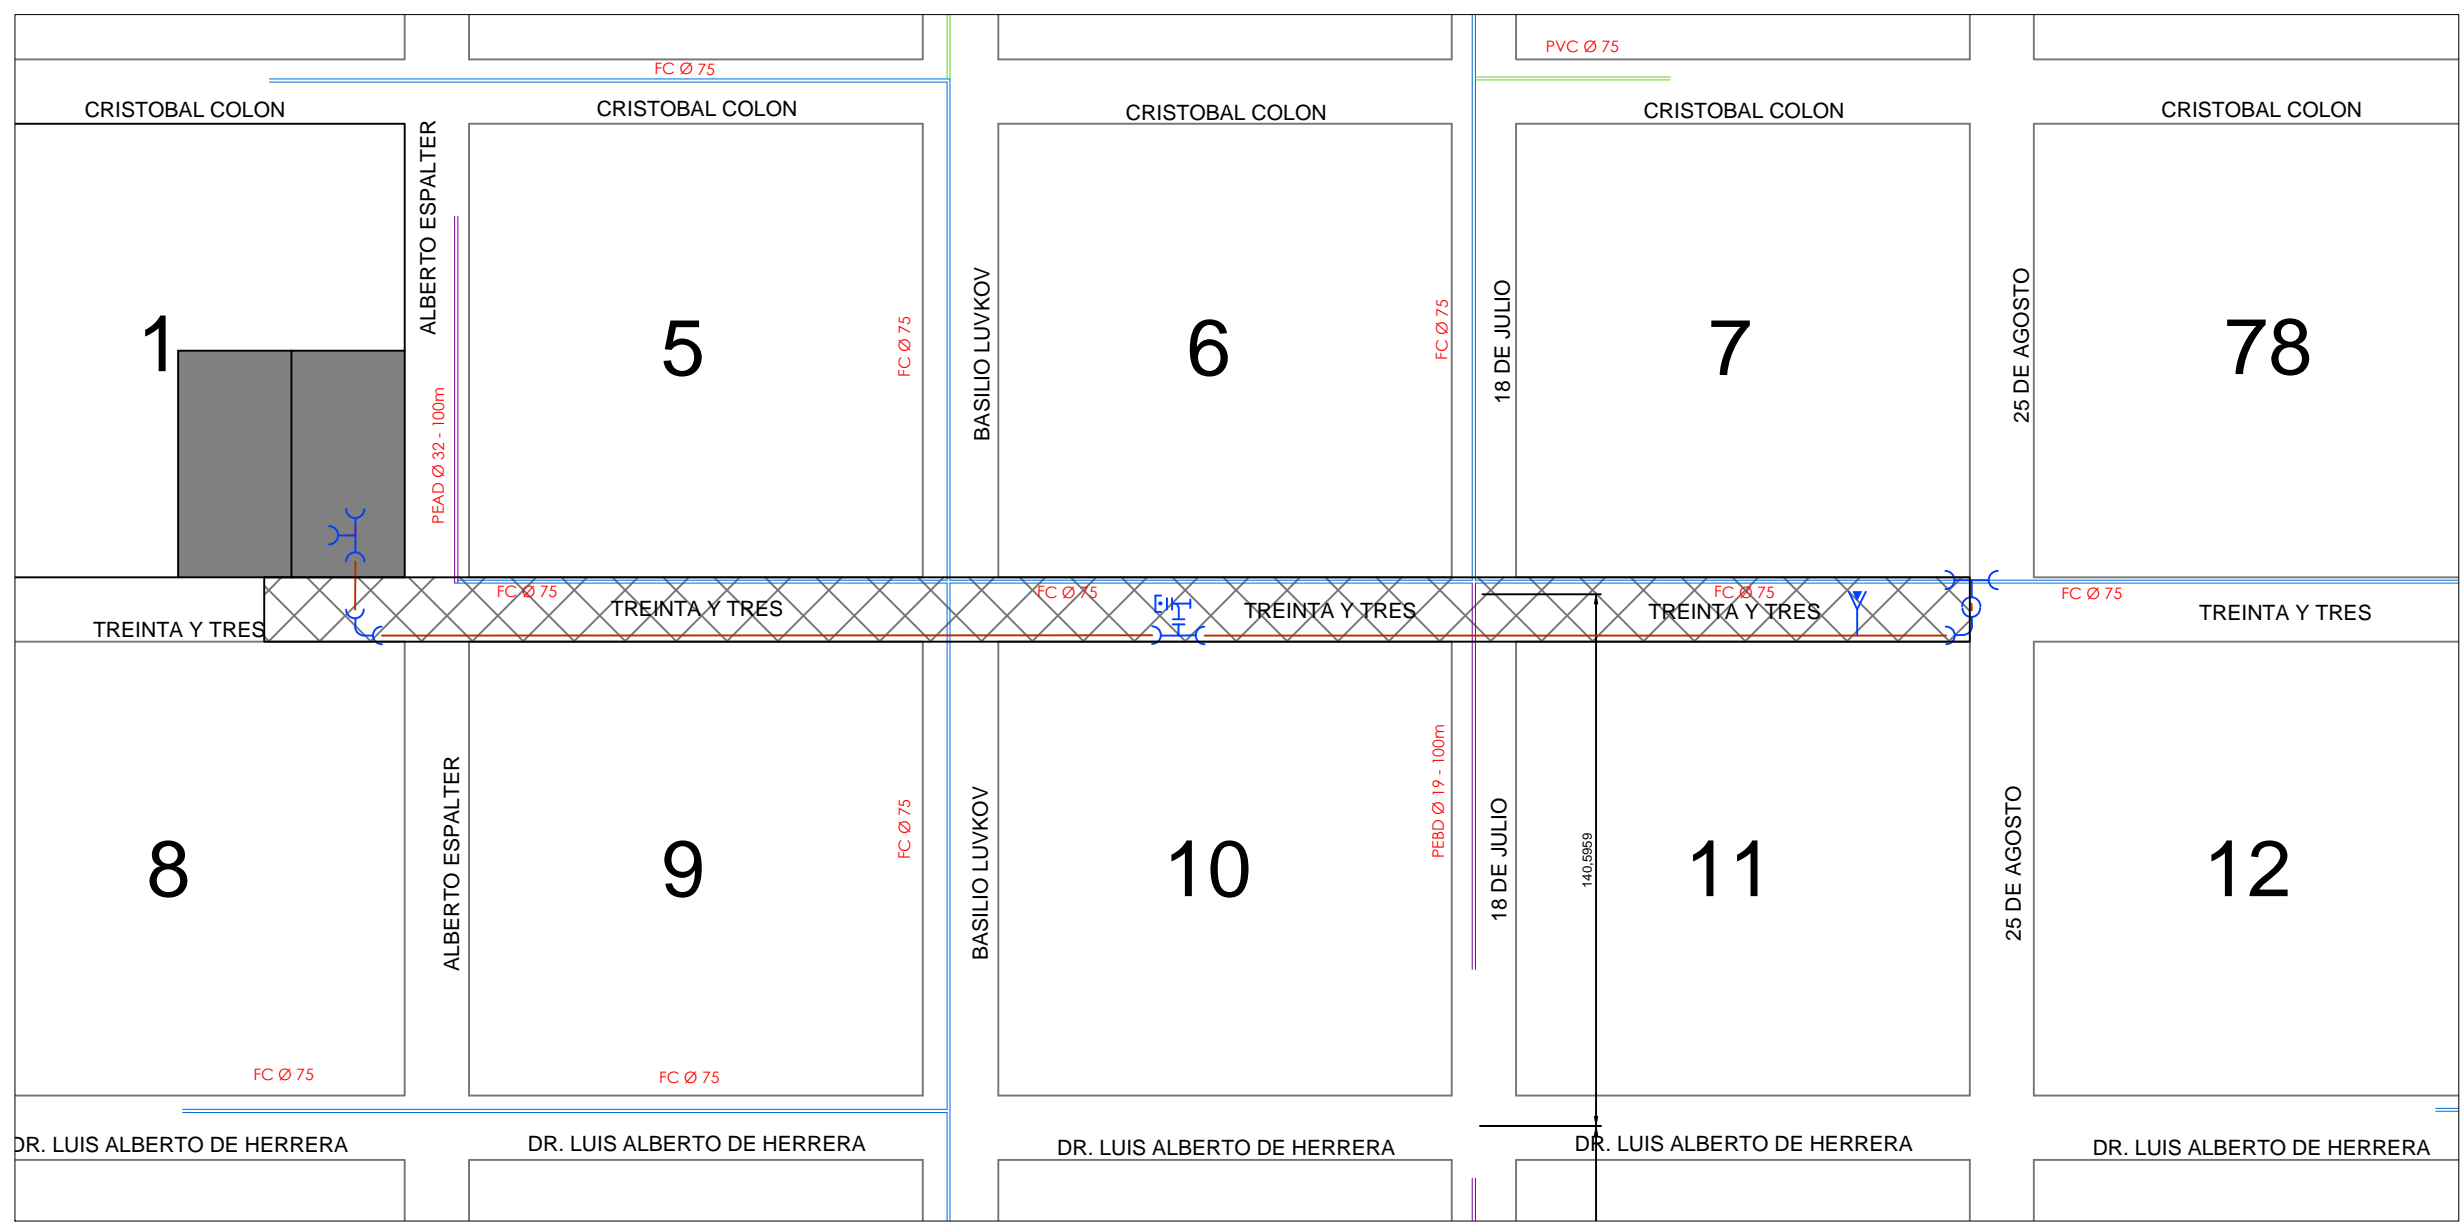 PVC Ø 75
FC Ø 75
CRISTOBAL COLON
CRISTOBAL COLON
CRISTOBAL COLON
CRISTOBAL COLON
CRISTOBAL COLON
ALBERTO ESPALTER
BASILIO LUVKOV
18 DE JULIO
25 DE AGOSTO
1
5
6
7
78
FC Ø 75
FC Ø 75
PEAD Ø 32 - 100m
FC Ø 75
FC Ø 75
FC Ø 75
FC Ø 75
TREINTA Y TRES
TREINTA Y TRES
TREINTA Y TRES
TREINTA Y TRES
TREINTA Y TRES
PEBD Ø 19 - 100m
ALBERTO ESPALTER
FC Ø 75
BASILIO LUVKOV
18 DE JULIO
140,5959
25 DE AGOSTO
8
9
10
11
12
FC Ø 75
FC Ø 75
DR. LUIS ALBERTO DE HERRERA
DR. LUIS ALBERTO DE HERRERA
DR. LUIS ALBERTO DE HERRERA
DR. LUIS ALBERTO DE HERRERA
DR. LUIS ALBERTO DE HERRERA